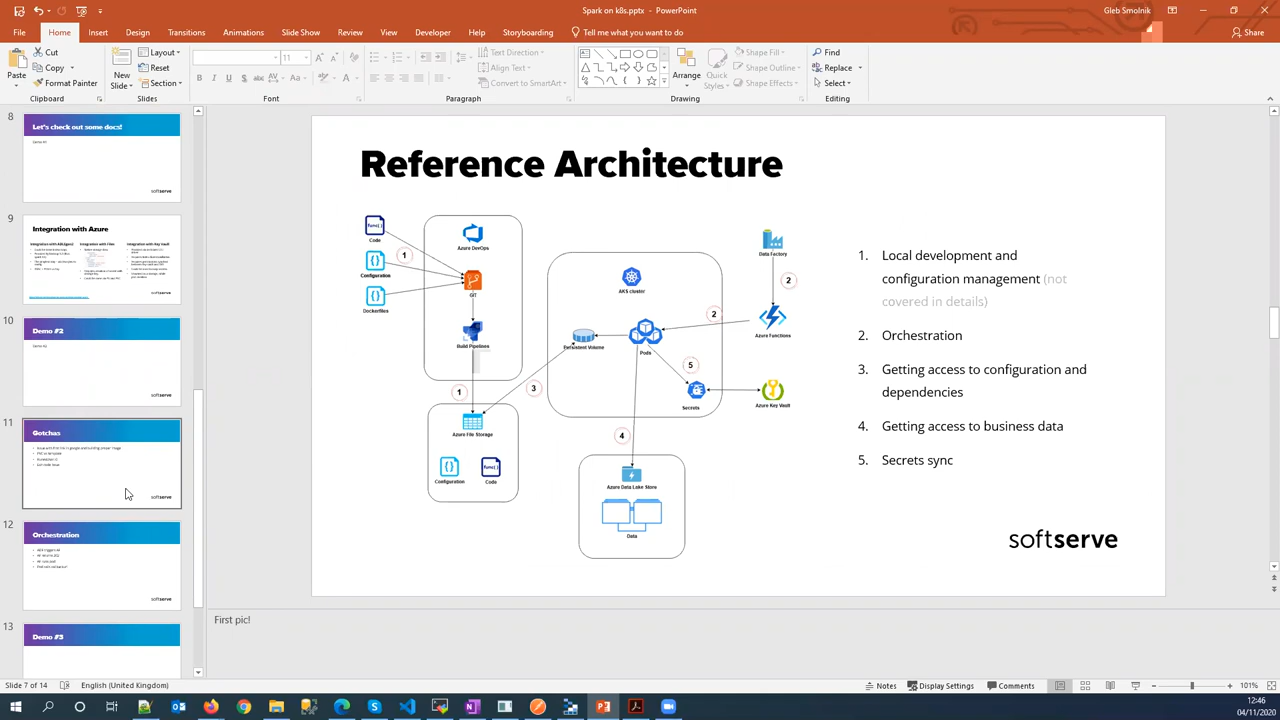 Spark on k8s.pptx - PowerPoint
Gleb Smolnik
File Home Insert Design Transitions Animations Slide Show Review View Developer Help Storyboarding Tell me what you want to do Share
Paste
Cut
Copy
Format Painter
Clipboard
New
Slide
Layout
Reset
Section
Slides
11
Font
Text Direction
Align Text
Convert to SmartArt
Paragraph
Arrange
Quick
Styles
Shape Fill
Shape Outline
Shape Effects
Drawing
Find
Replace
Select
Editing
8
Let's check out some docs!
softserve
9
Integration with Azure
softserve
10
Demo #2
softserve
11
Gotchas
softserve
12
Orchestration
softserve
13
Demo #3
Reference Architecture
Code
Configuration
Dockerfiles
1
Azure DevOps
GIT
Build Pipelines
1
Azure File Storage
Configuration
Code
3
AKS cluster
Persistent Volume
Pods
2
5
Secrets
4
Azure Data Lake Store
Data
Data Factory
2
Azure Functions
Azure Key Vault
1. Local development and
configuration management (not
covered in details)
2. Orchestration
3. Getting access to configuration and
dependencies
4. Getting access to business data
5. Secrets sync
softserve
First pic!
Slide 7 of 14
English (United Kingdom)
Notes
Display Settings
Comments
101%
12:46
04/11/2020